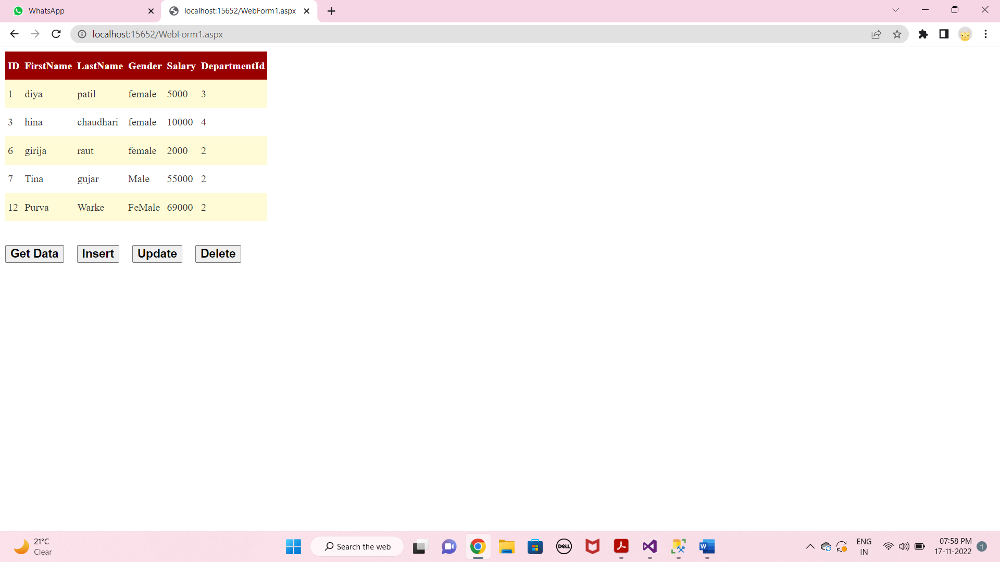 WhatsApp
localhost:15652/WebForm1.aspx
localhost:15652/WebForm1.aspx
ID FirstName LastName Gender Salary DepartmentId
1 diya patil female 5000 3
3 hina chaudhari female 10000 4
6 girija raut female 2000 2
7 Tina gujar Male 55000 2
12 Purva Warke FeMale 69000 2
Get Data Insert Update Delete
21°C
Clear
Search the web
DELL
W
ENG
IN
07:58 PM
17-11-2022
1